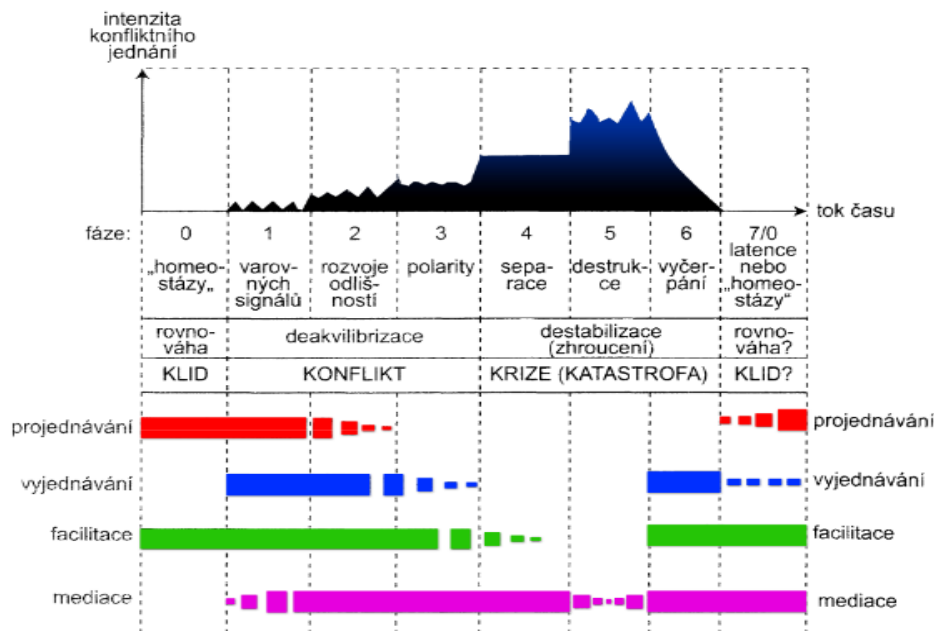 intenzita
konfliktního
jednání
tok času
fáze: 0 1 2 3 4 5 6 7/0
„homeo-
stázy„
varov-
ných
signálů
rozvoje
odliš-
ností
polarity
sepa-
race
destruk-
ce
vyčer-
pání
latence
nebo
„homeo-
stázy“
rovno-
váha
deakvilibrizace
destabilizace
(zhroucení)
rovno-
váha?
KLID KONFLIKT KRIZE (KATASTROFA) KLID?
projednávání projednávání
vyjednávání vyjednávání
facilitace facilitace
mediace mediace